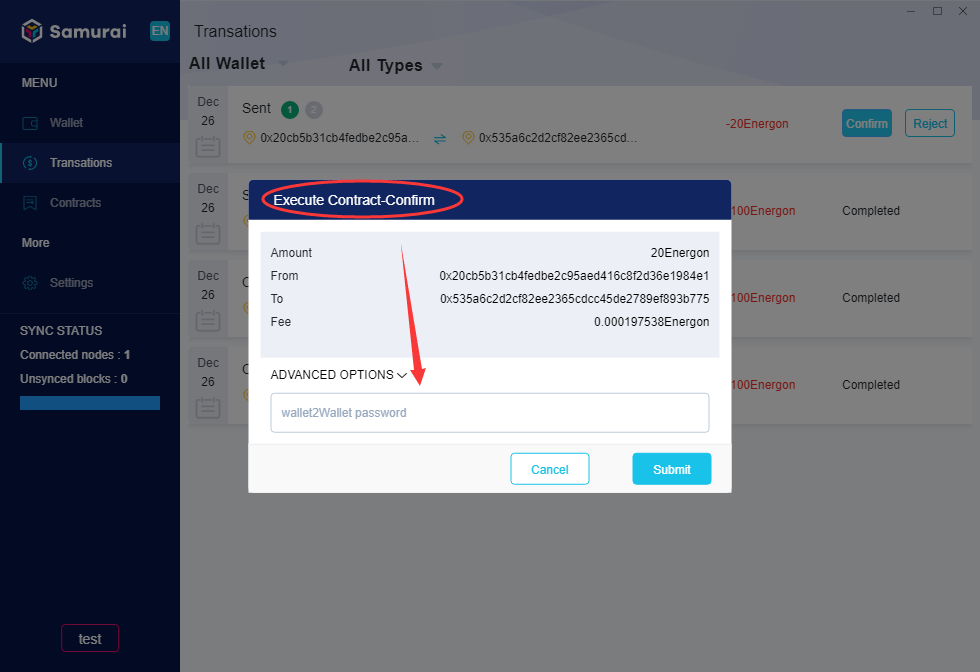 Samurai EN
Transations
All Wallet All Types
MENU
Wallet
Transations
Contracts
More
Settings
SYNC STATUS
Connected nodes : 1
Unsynced blocks : 0
test
Dec
26
Sent 1 2
0x20cb5b31cb4fedbe2c95a... 0x535a6c2d2cf82ee2365cd...
-20Energon
Confirm Reject
Dec
26
100Energon Completed
Dec
26
100Energon Completed
Dec
26
100Energon Completed
Execute Contract-Confirm
Amount 20Energon
From 0x20cb5b31cb4fedbe2c95aed416c8f2d36e1984e1
To 0x535a6c2d2cf82ee2365cdcc45de2789ef893b775
Fee 0.000197538Energon
ADVANCED OPTIONS
wallet2Wallet password
Cancel Submit